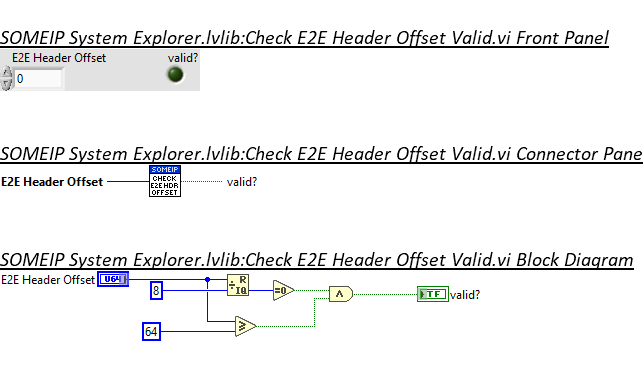 SOMEIP System Explorer.lvlib:Check E2E Header Offset Valid.vi Front Panel
E2E Header Offset valid?
0
SOMEIP System Explorer.lvlib:Check E2E Header Offset Valid.vi Connector Pane
SOMEIP
E2E Header Offset CHECK valid?
E2EHDR
OFFSET
SOMEIP System Explorer.lvlib:Check E2E Header Offset Valid.vi Block Diagram
E2E Header Offset U64 R
÷ IQ
8 =0 ∧ TF valid?
64 ≥